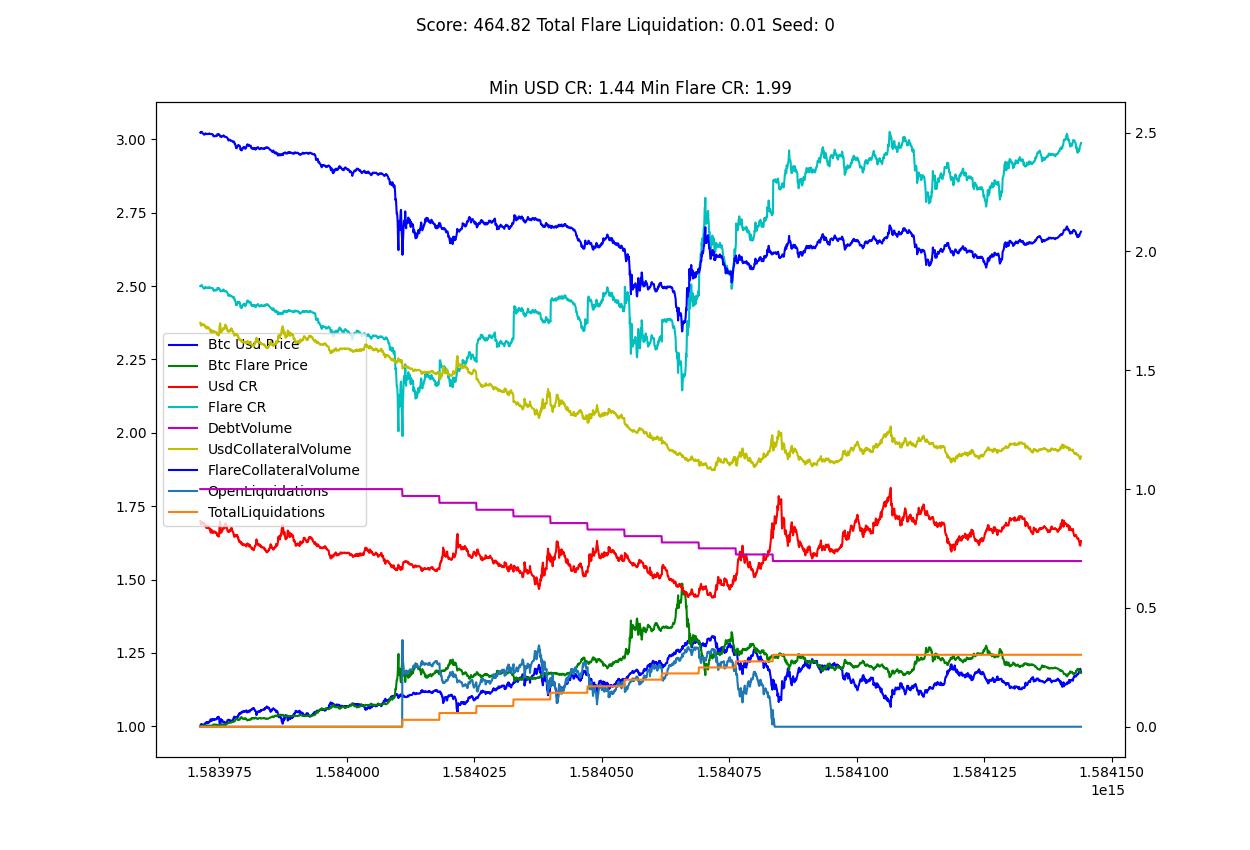 Score: 464.82 Total Flare Liquidation: 0.01 Seed: 0
Min USD CR: 1.44 Min Flare CR: 1.99
3.00
2.75
2.50
2.25
2.00
1.75
1.50
1.25
1.00
2.5
2.0
1.5
1.0
0.5
0.0
Btc Usd Price
Btc Flare Price
Usd CR
Flare CR
DebtVolume
UsdCollateralVolume
FlareCollateralVolume
OpenLiquidations
TotalLiquidations
1.583975 1.584000 1.584025 1.584050 1.584075 1.584100 1.584125 1.584150
1e15